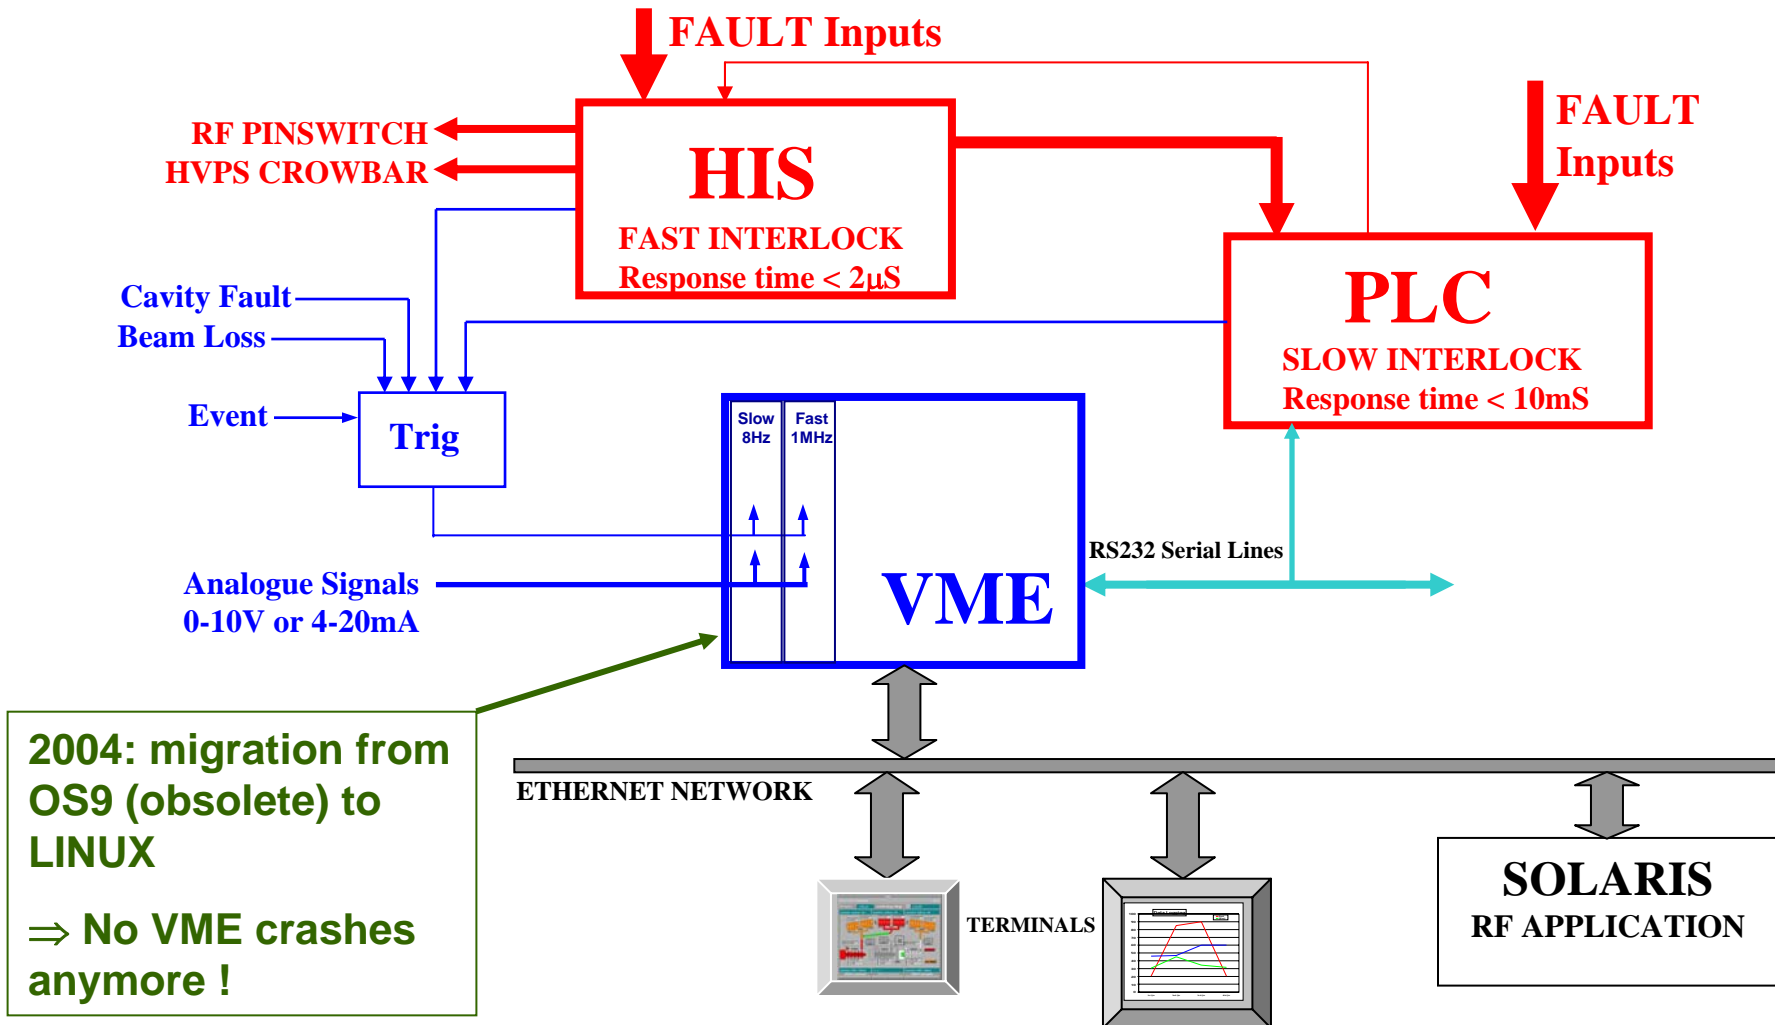 FAULT Inputs
RF PINSWITCH
HVPS CROWBAR
HIS
FAST INTERLOCK
Response time < 2μS
FAULT
Inputs
PLC
SLOW INTERLOCK
Response time < 10mS
Cavity Fault
Beam Loss
Event
Trig
Slow
8Hz
Fast
1MHz
VME
RS232 Serial Lines
Analogue Signals
0-10V or 4-20mA
2004: migration from
OS9 (obsolete) to
LINUX
⇒ No VME crashes
anymore !
ETHERNET NETWORK
TERMINALS
SOLARIS
RF APPLICATION